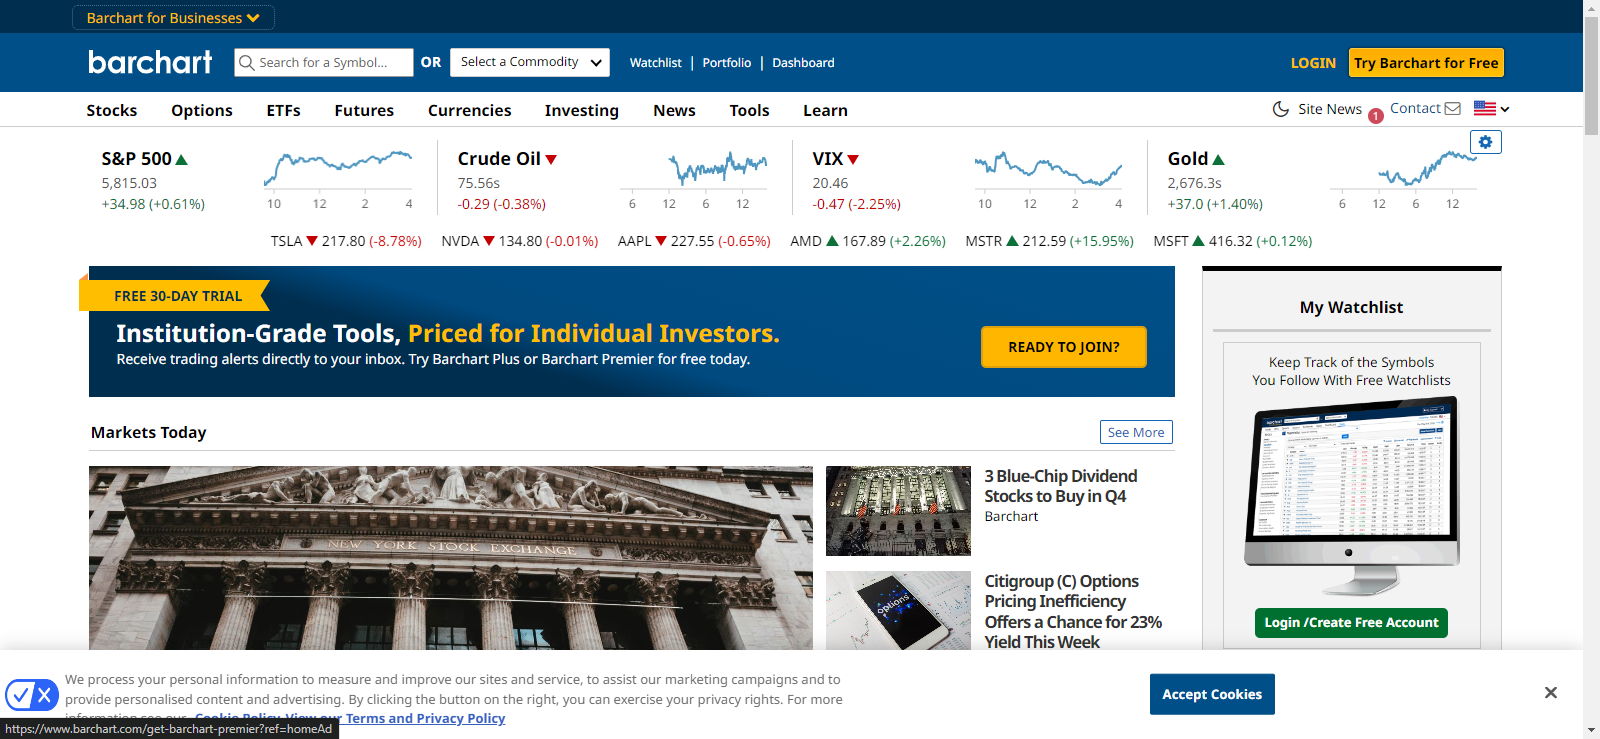 Barchart for Businesses
barchart
Search for a Symbol...
OR
Select a Commodity
Watchlist | Portfolio | Dashboard
LOGIN
Try Barchart for Free
Stocks Options ETFs Futures Currencies Investing News Tools Learn
Site News 1 Contact
S&P 500
5,815.03
+34.98 (+0.61%)
10 12 2 4
Crude Oil
75.56s
-0.29 (-0.38%)
6 12 6 12
VIX
20.46
-0.47 (-2.25%)
10 12 2 4
Gold
2,676.3s
+37.0 (+1.40%)
6 12 6 12
TSLA 217.80 (-8.78%) NVDA 134.80 (-0.01%) AAPL 227.55 (-0.65%) AMD 167.89 (+2.26%) MSTR 212.59 (+15.95%) MSFT 416.32 (+0.12%)
FREE 30-DAY TRIAL
Institution-Grade Tools, Priced for Individual Investors.
Receive trading alerts directly to your inbox. Try Barchart Plus or Barchart Premier for free today.
READY TO JOIN?
My Watchlist
Keep Track of the Symbols
You Follow With Free Watchlists
Login /Create Free Account
Markets Today
See More
NEW YORK STOCK EXCHANGE
3 Blue-Chip Dividend
Stocks to Buy in Q4
Barchart
options
Citigroup (C) Options
Pricing Inefficiency
Offers a Chance for 23%
Yield This Week
We process your personal information to measure and improve our sites and service, to assist our marketing campaigns and to
provide personalised content and advertising. By clicking the button on the right, you can exercise your privacy rights. For more
information see our Cookie Policy. View our Terms and Privacy Policy
Accept Cookies
https://www.barchart.com/get-barchart-premier?ref=homeAd